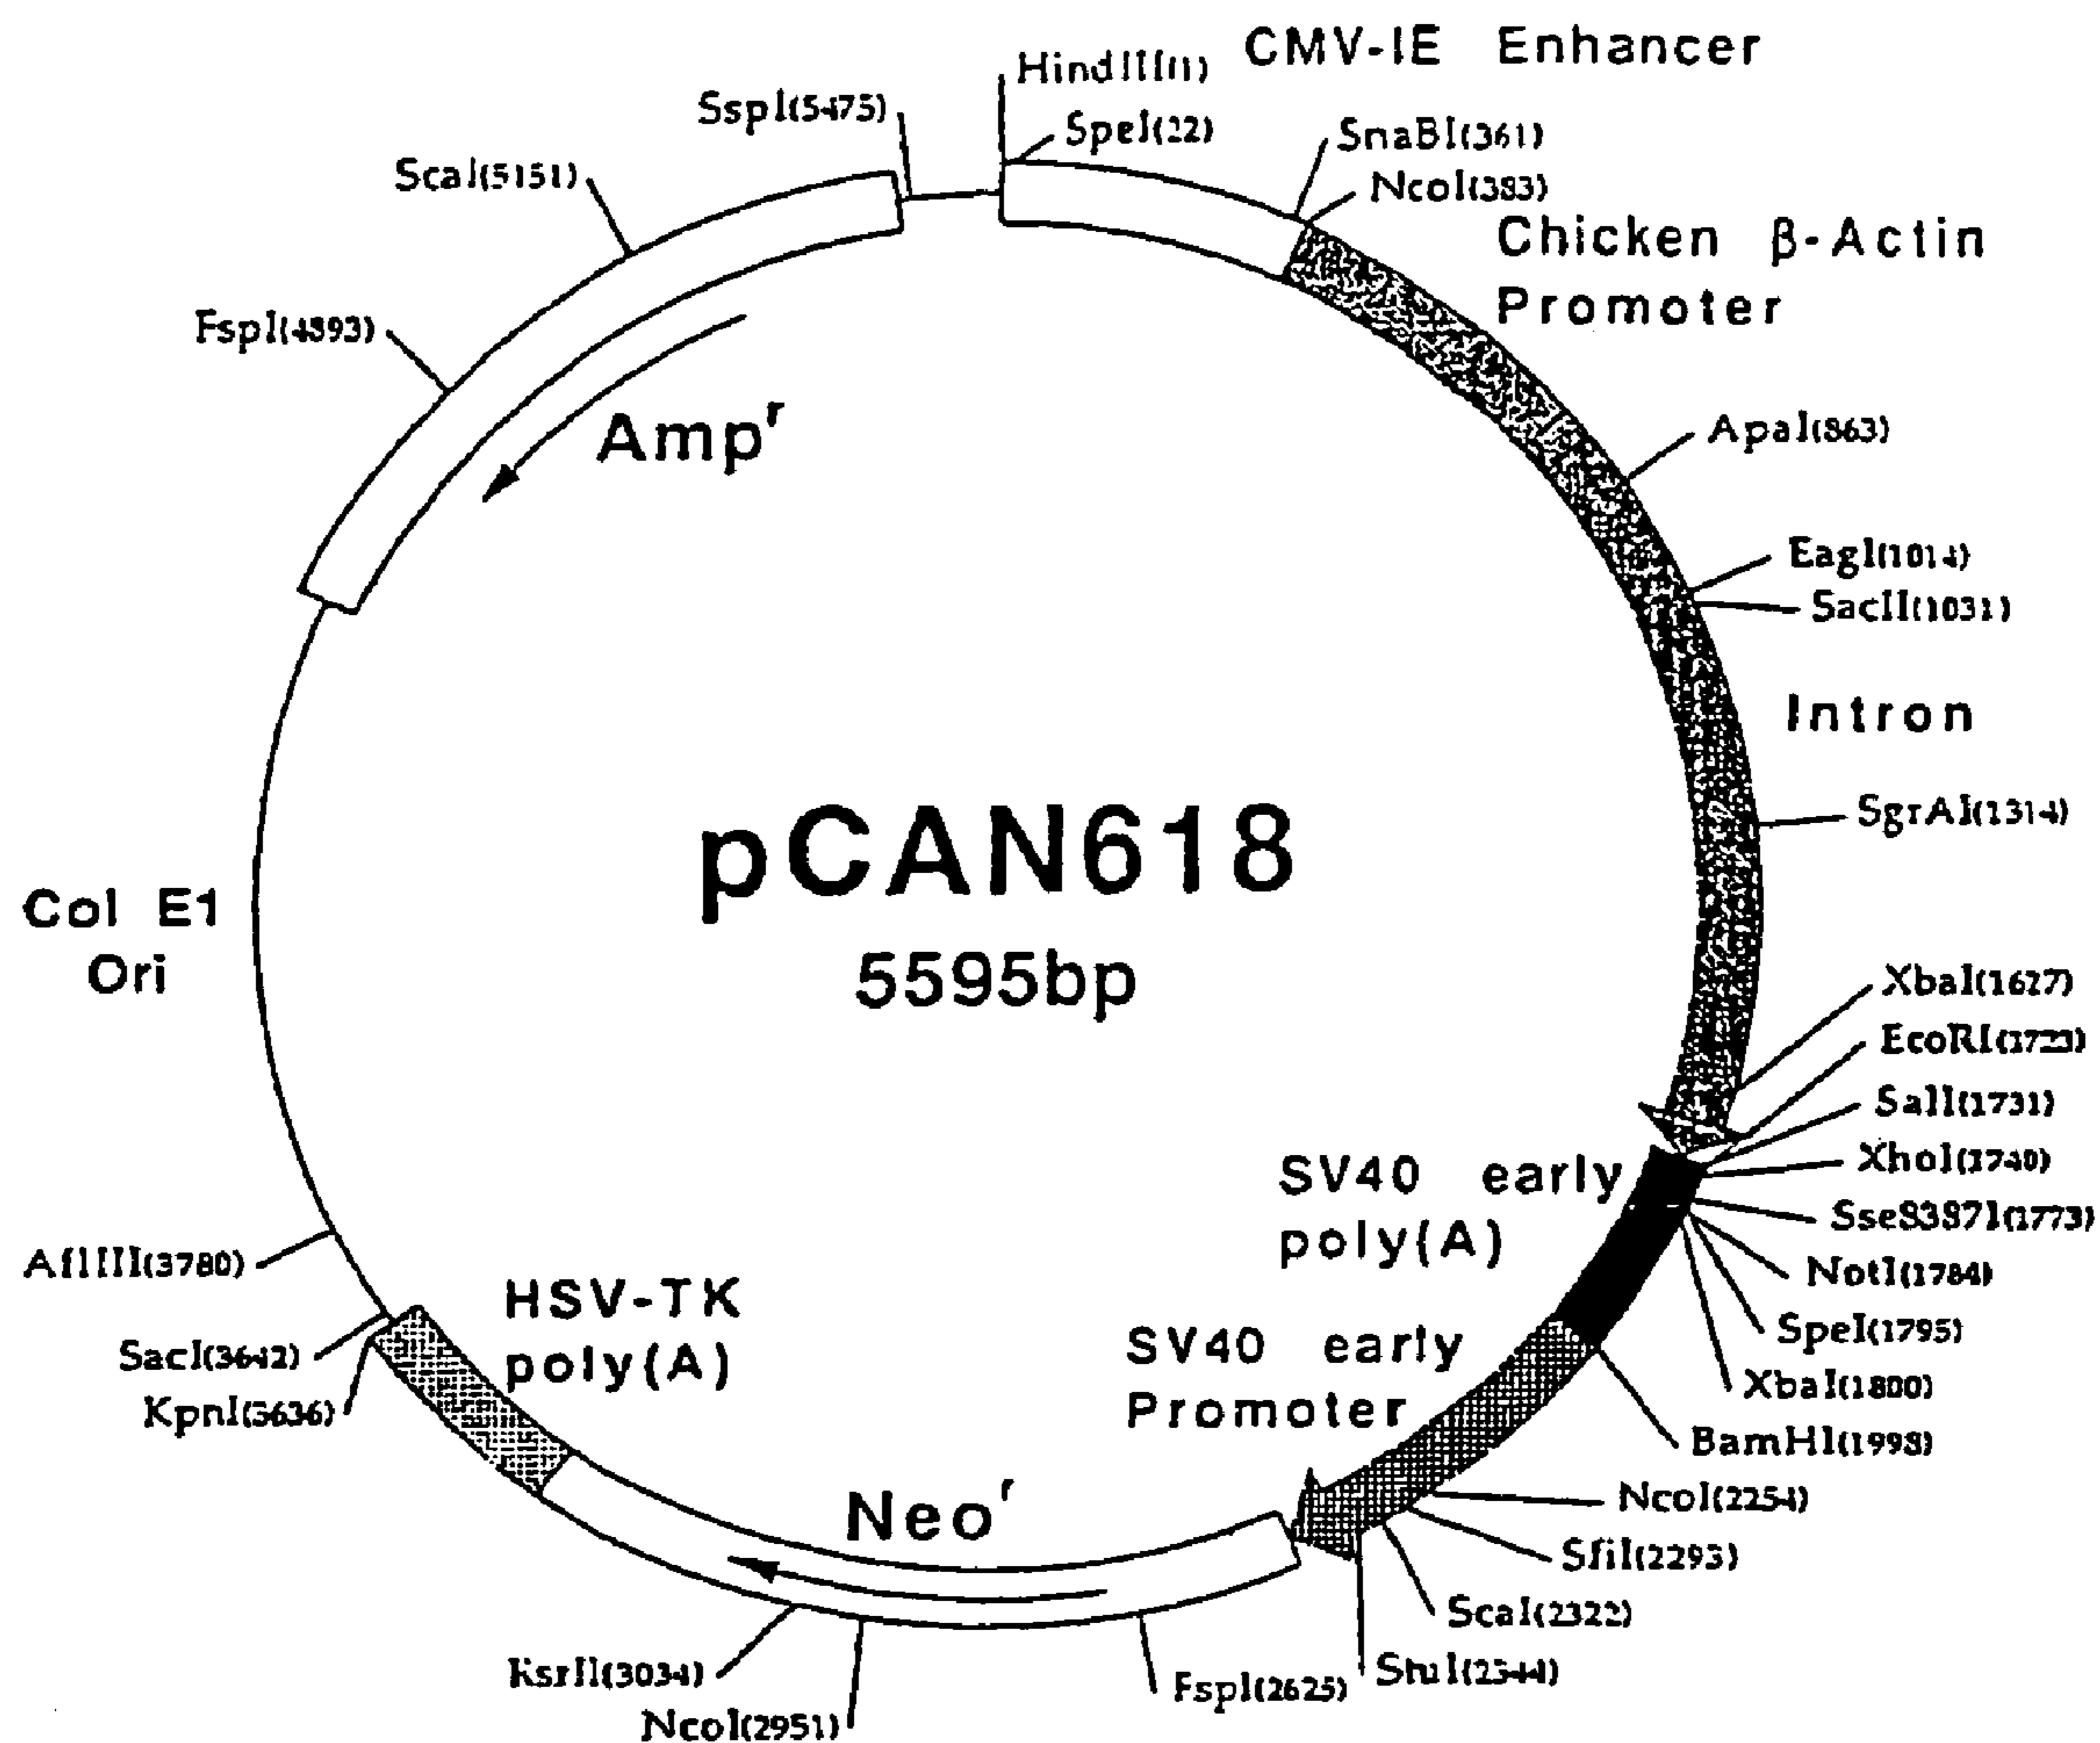 CMV-IE Enhancer
HindIII(1)
SpeI(22)
SspI(5475)
SnaBI(361)
ScaI(5151)
NcoI(383)
Chicken β-Actin
Promoter
FspI(4893)
Ampʳ
ApaI(863)
EagI(1014)
SacII(1031)
Intron
SgrAI(1314)
pCAN618
5595bp
Col E1
Ori
XbaI(1627)
EcoRI(1723)
SalI(1731)
XhoI(1740)
SV40 early
poly(A)
Sse8387I(1773)
NotI(1784)
SpeI(1795)
XbaI(1800)
BamHI(1998)
AflIII(3780)
HSV-TK
poly(A)
SacI(3642)
KpnI(3636)
SV40 early
Promoter
Neoʳ
NcoI(2254)
SfiI(2293)
ScaI(2322)
StuI(2344)
FspI(2625)
(3034)
NcoI(2951)